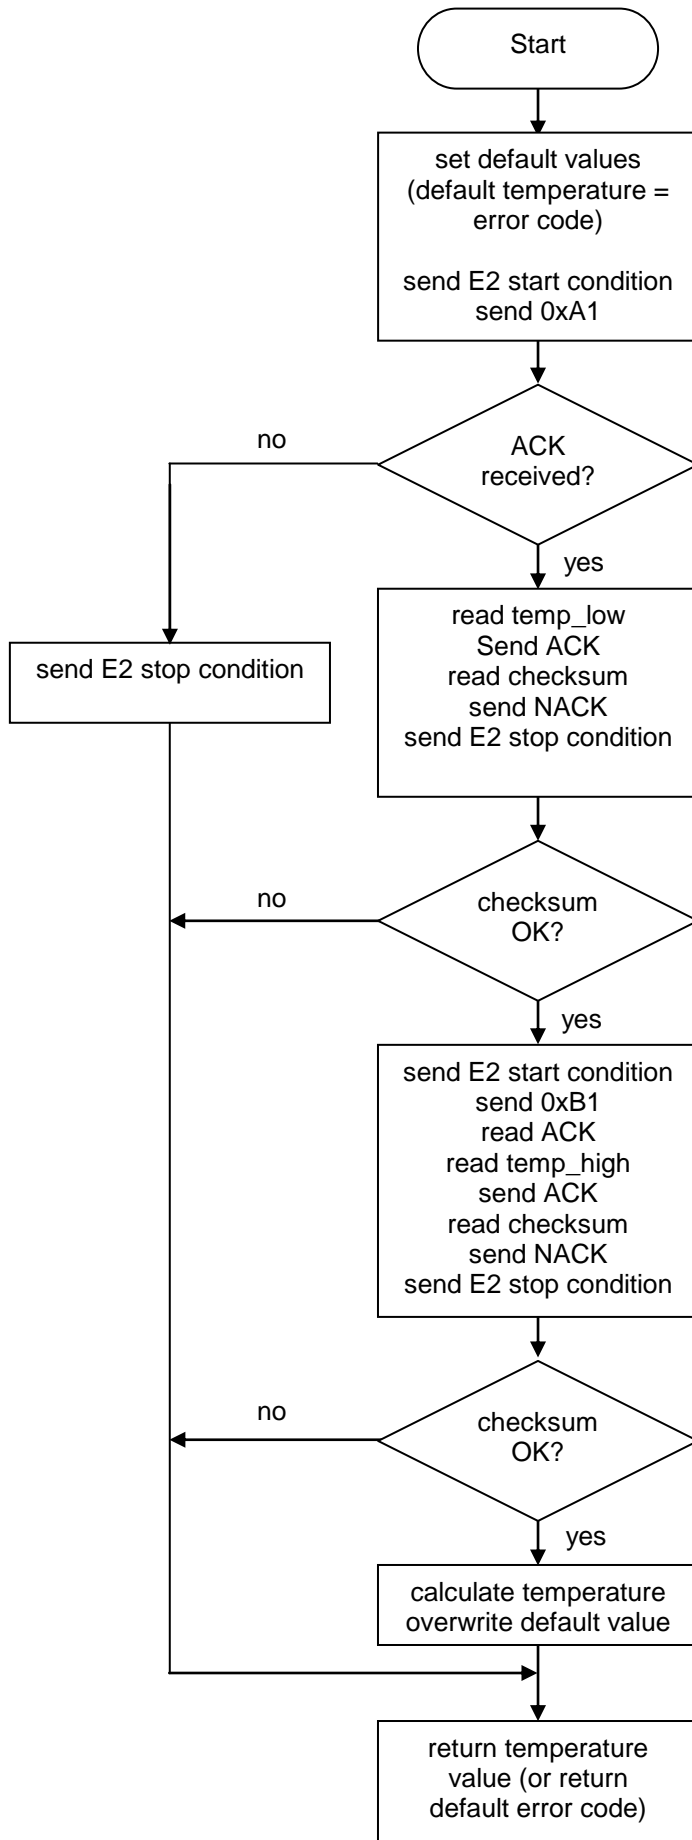 Start
set default values
(default temperature =
error code)
send E2 start condition
send 0xA1
no
ACK
received?
yes
read temp_low
Send ACK
read checksum
send NACK
send E2 stop condition
send E2 stop condition
no
checksum
OK?
yes
send E2 start condition
send 0xB1
read ACK
read temp_high
send ACK
read checksum
send NACK
send E2 stop condition
no
checksum
OK?
yes
calculate temperature
overwrite default value
return temperature
value (or return
default error code)